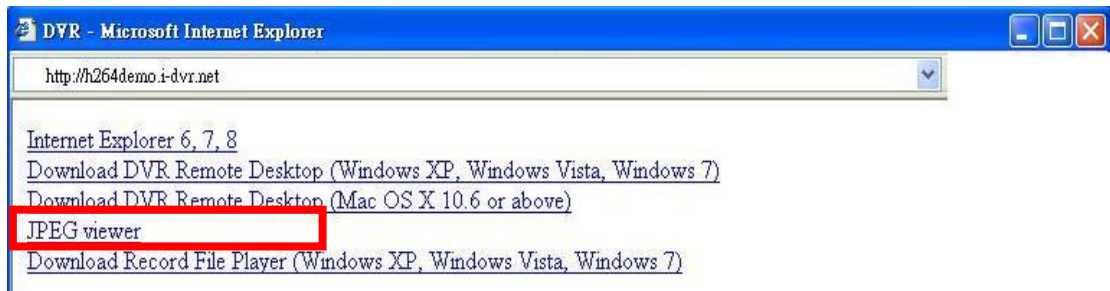 DVR - Microsoft Internet Explorer
http://h264demo.i-dvr.net
Internet Explorer 6, 7, 8
Download DVR Remote Desktop (Windows XP, Windows Vista, Windows 7)
Download DVR Remote Desktop (Mac OS X 10.6 or above)
JPEG viewer
Download Record File Player (Windows XP, Windows Vista, Windows 7)